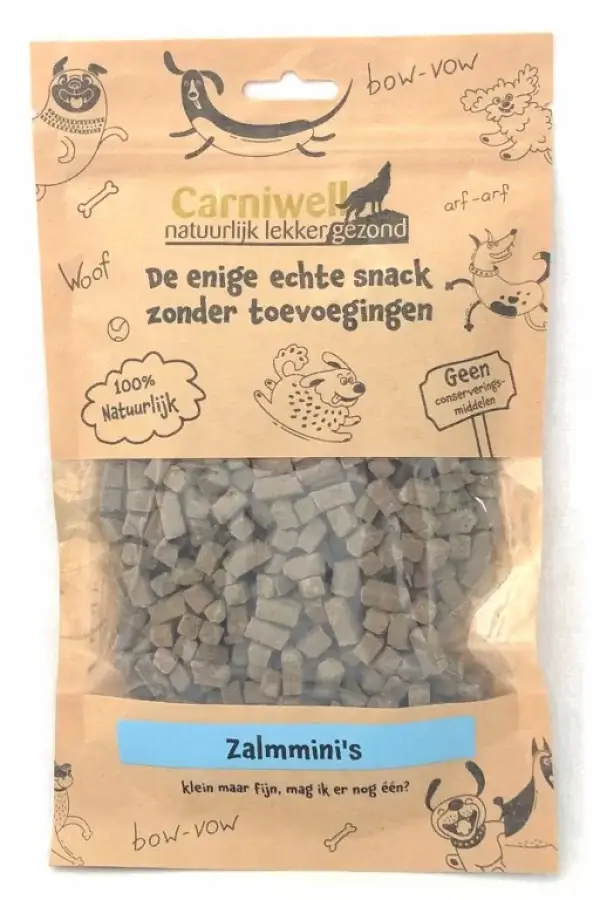 bow-vow
Carniwell
natuurlijk lekker gezond
arf-arf
Woof
De enige echte snack
zonder toevoegingen
100%
Natuurlijk
Geen
conserverings-
middelen
Zalmmini's
klein maar fijn, mag ik er nog één?
bow-vow